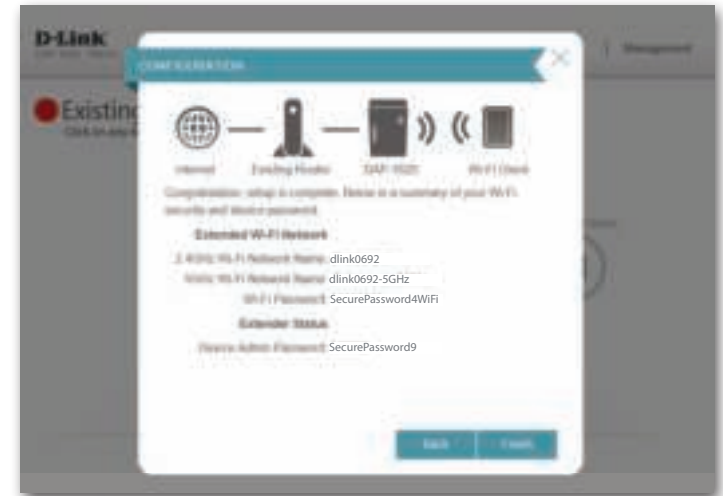 D-Link
Management
CONFIGURATION
Existing
Internet
Existing Router
DAP-1520
Wi-Fi Client
Congratulations, setup is complete. Below is a summary of your Wi-Fi
security and device password.
Extended Wi-Fi Network
2.4GHz Wi-Fi Network Name: dlink0692
5GHz Wi-Fi Network Name: dlink0692-5GHz
Wi-Fi Password: SecurePassword4WiFi
Extender Status
Device Admin Password: SecurePassword9
Back
Finish